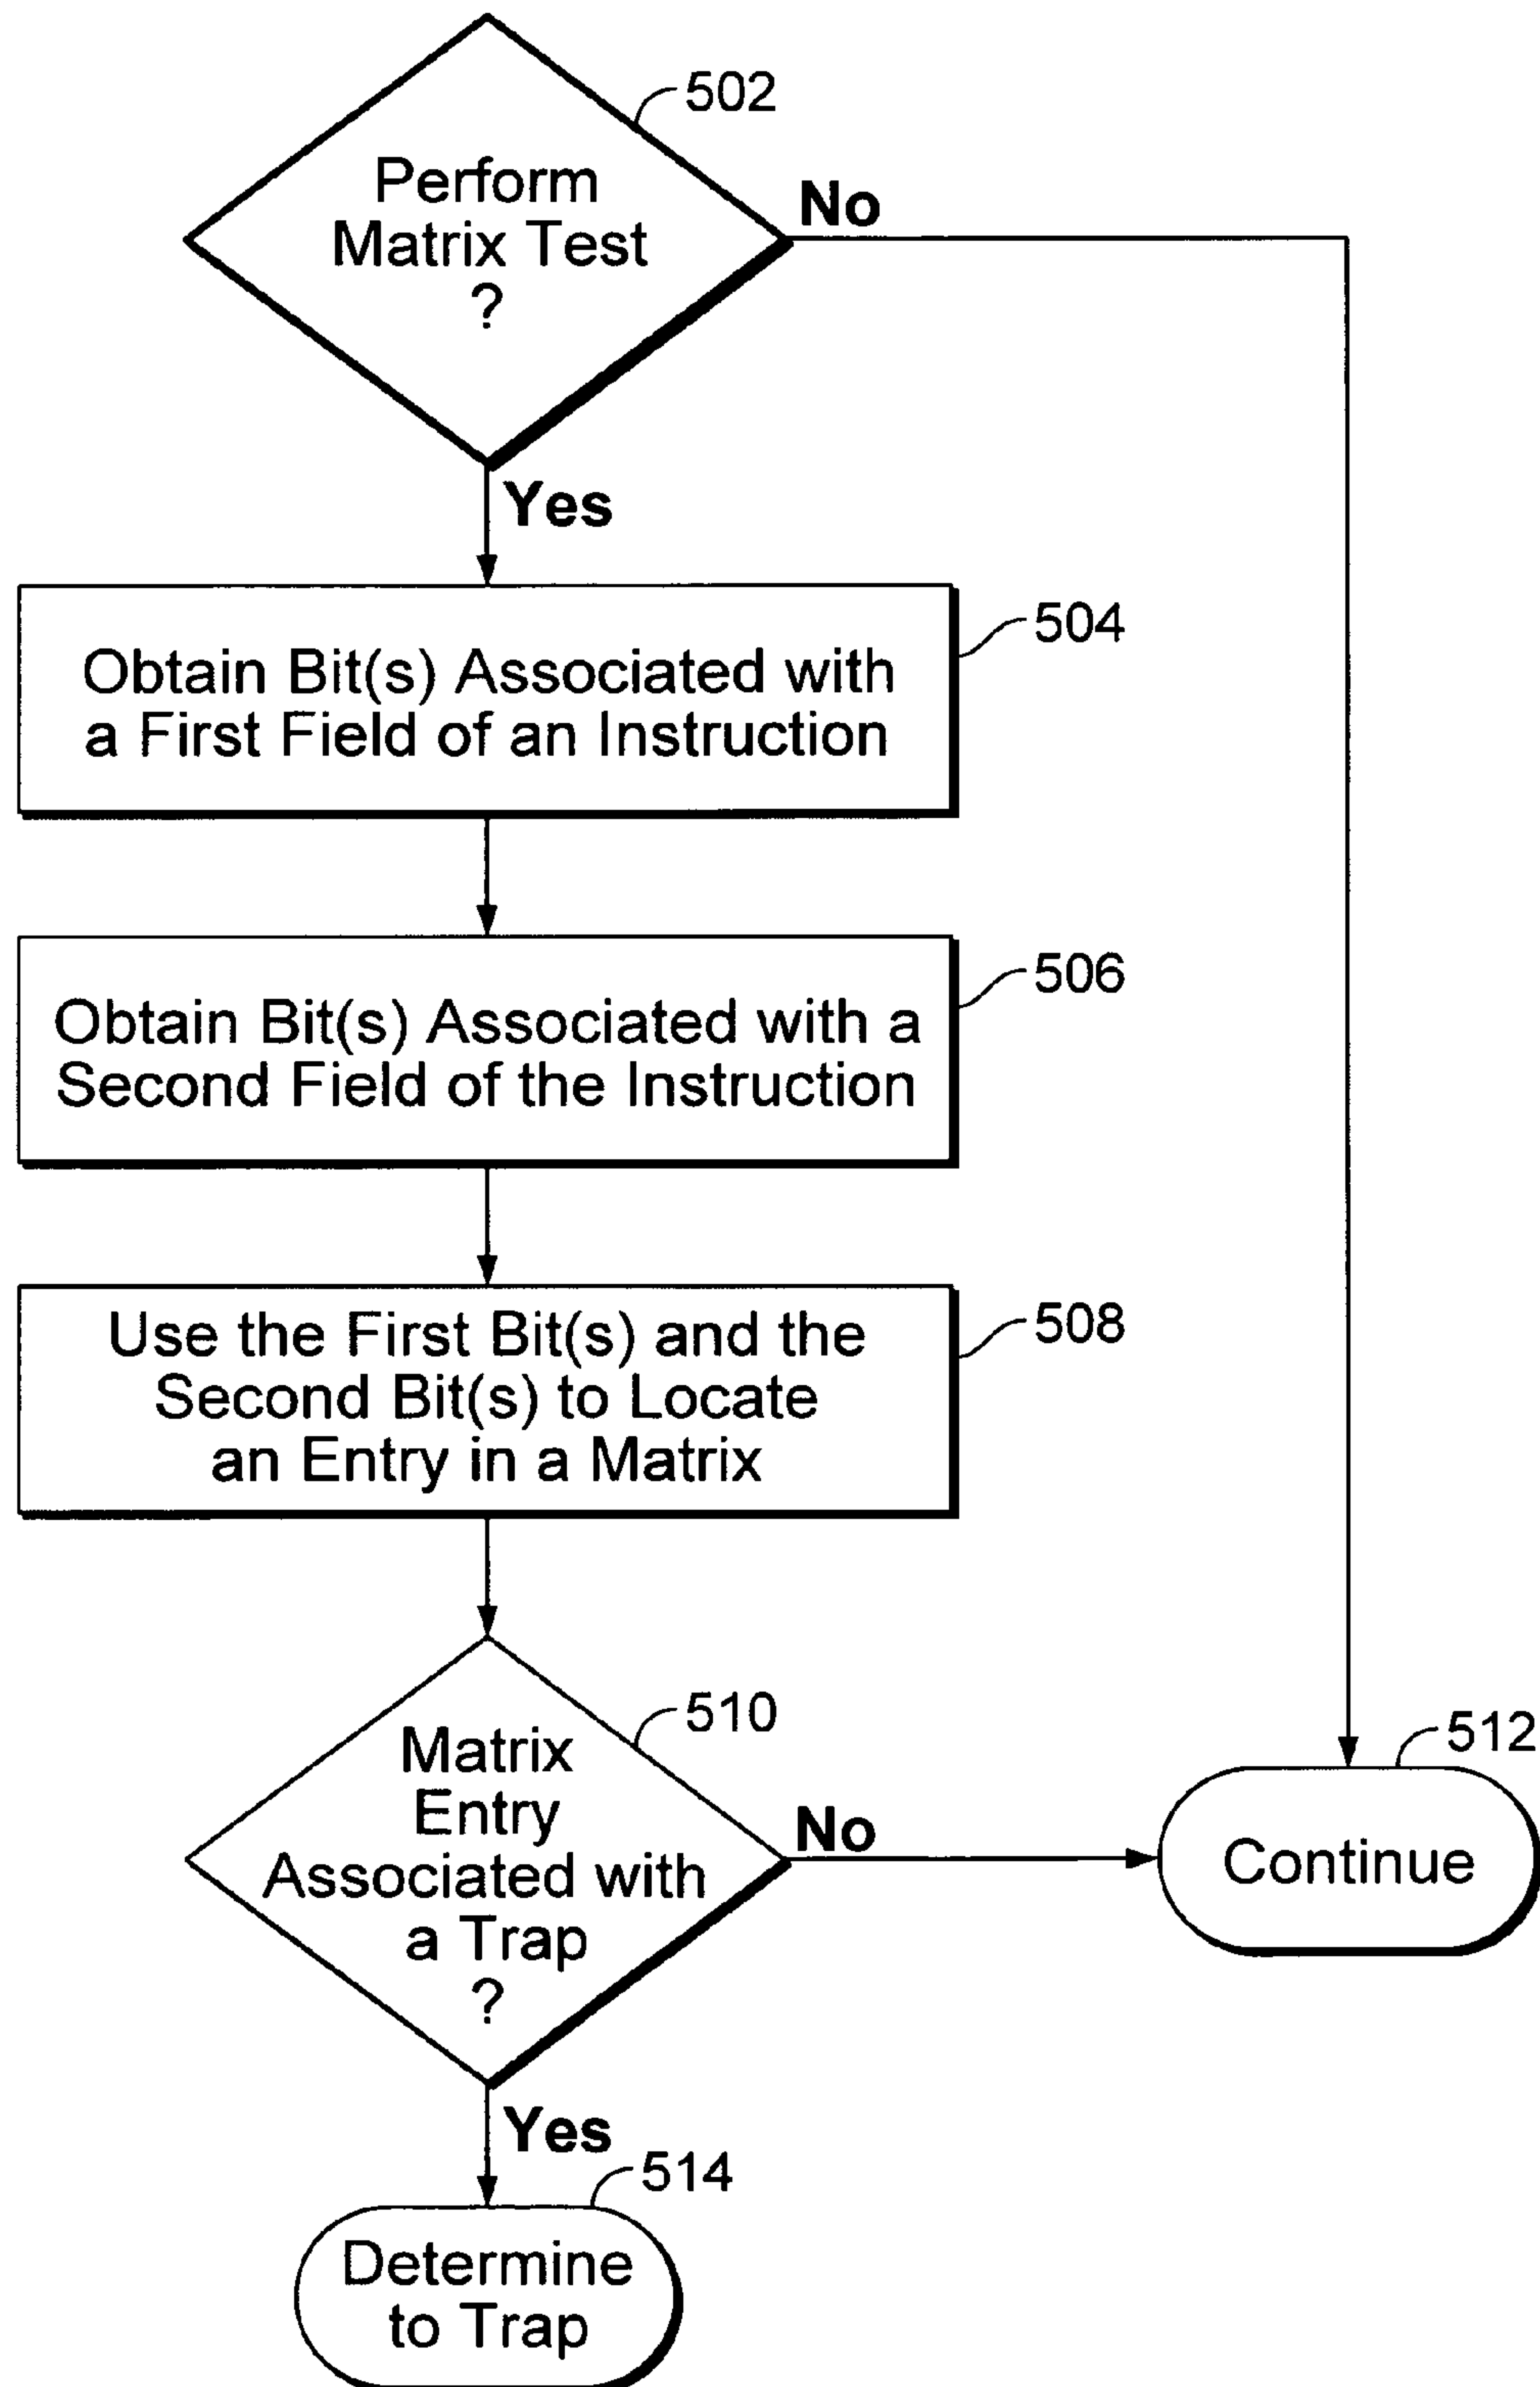 502
Perform
Matrix Test
?
No
Yes
504
Obtain Bit(s) Associated with
a First Field of an Instruction
506
Obtain Bit(s) Associated with a
Second Field of the Instruction
508
Use the First Bit(s) and the
Second Bit(s) to Locate
an Entry in a Matrix
510
Matrix
Entry
Associated with
a Trap
?
No
512
Continue
Yes
514
Determine
to Trap